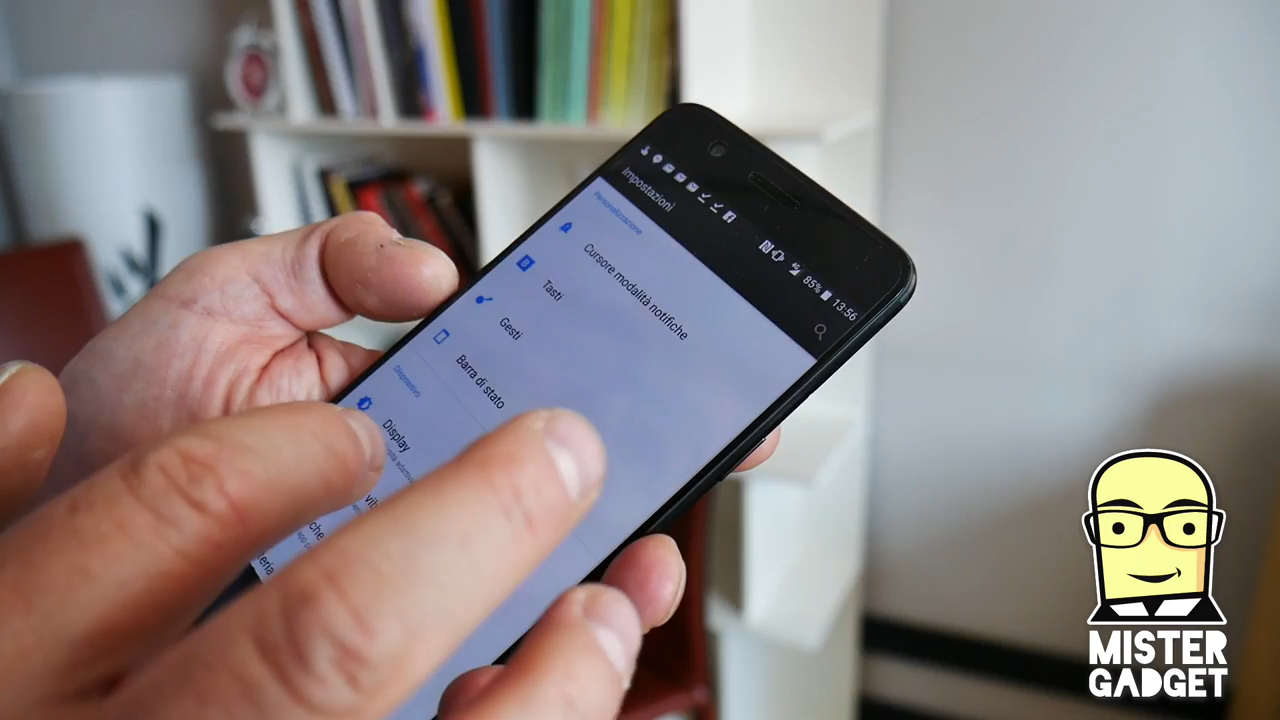 85% 13:56
Impostazioni
Personalizzazione
Cursore modalità notifiche
Tasti
Gesti
Barra di stato
Dispositivo
Display
MISTER
GADGET